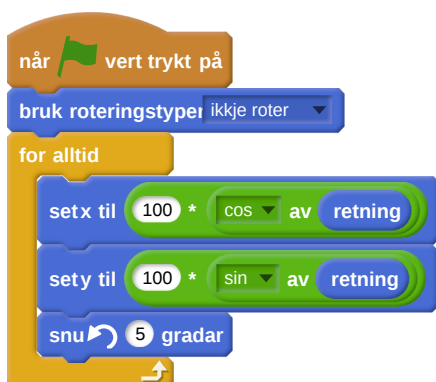 når vert trykt på
bruk roteringstypen ikkje roter
for alltid
set x til 100 * cos av retning
set y til 100 * sin av retning
snu 5 gradar